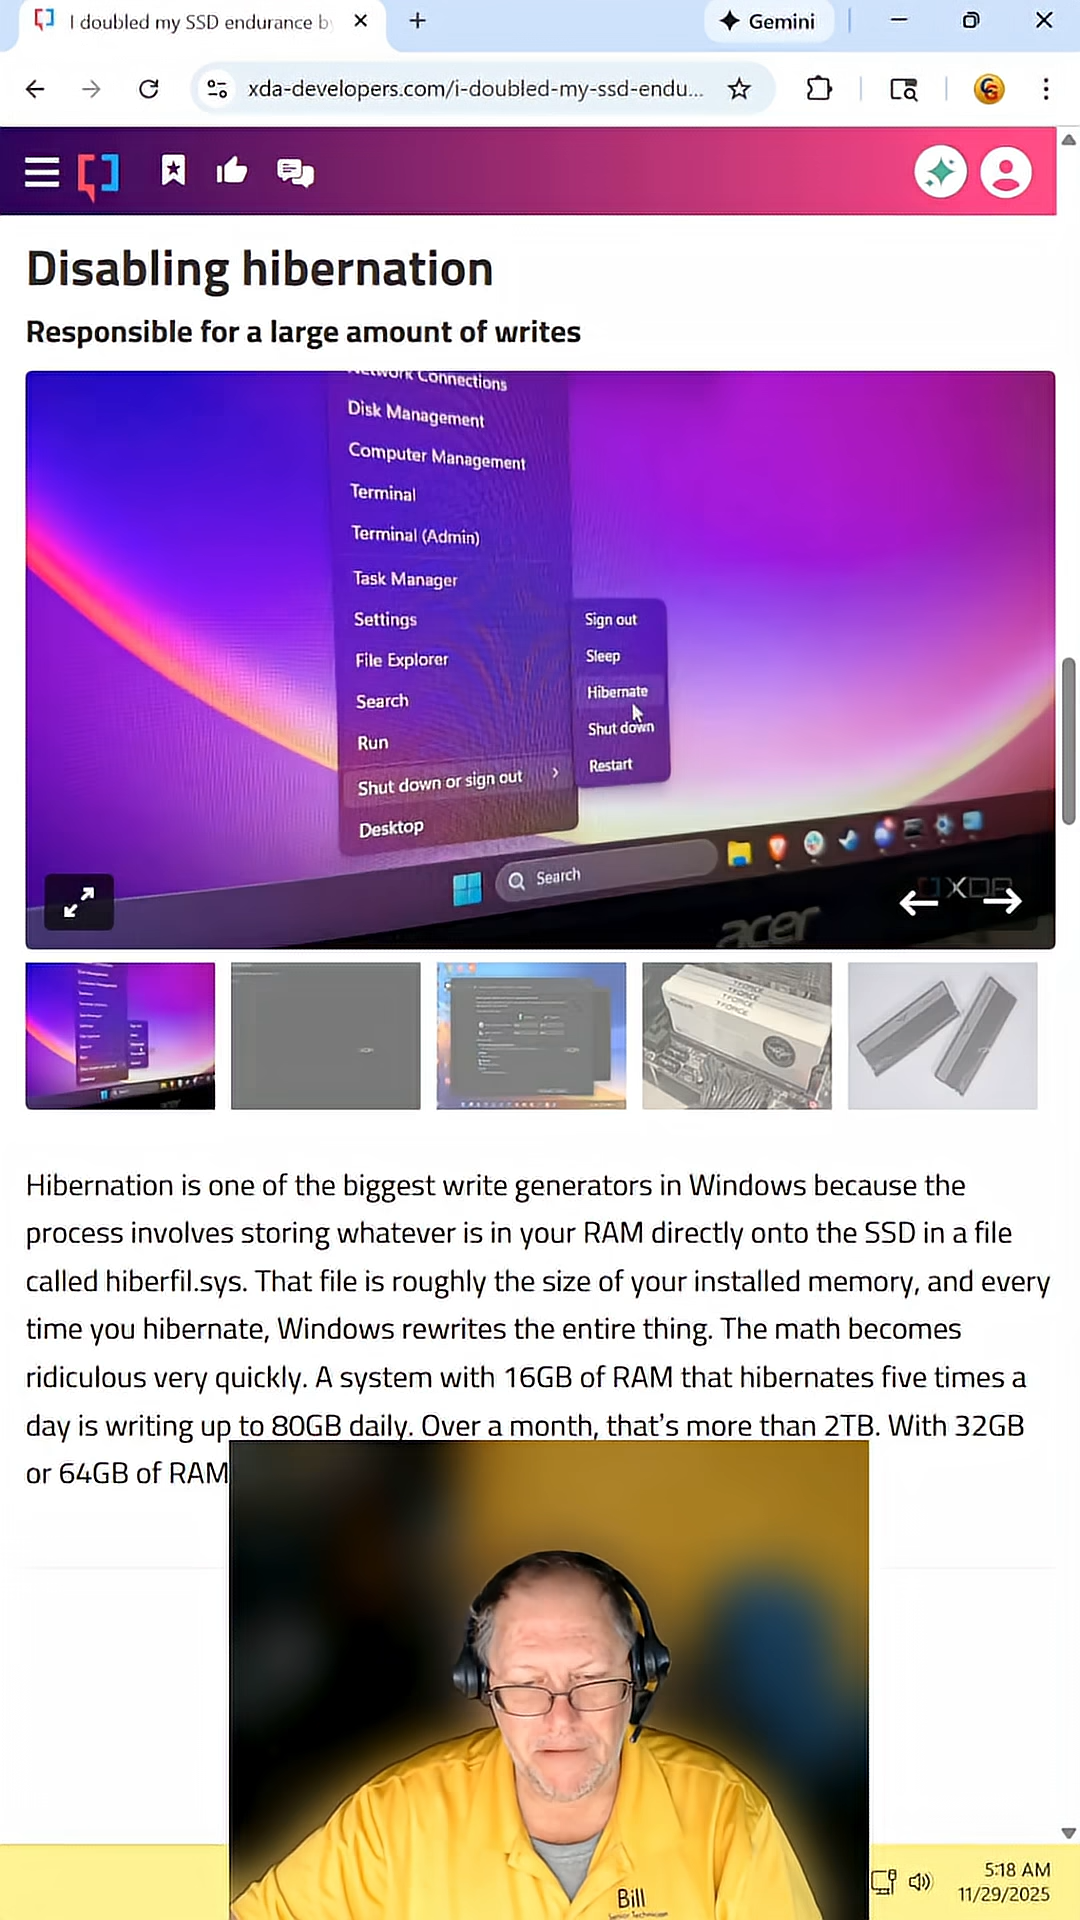 I doubled my SSD endurance b
Gemini
xda-developers.com/i-doubled-my-ssd-endu...
Disabling hibernation
Responsible for a large amount of writes
Network Connections
Disk Management
Computer Management
Terminal
Terminal (Admin)
Task Manager
Settings
File Explorer
Search
Run
Shut down or sign out
Desktop
Sign out
Sleep
Hibernate
Shut down
Restart
Search
XDA
acer
Hibernation is one of the biggest write generators in Windows because the
process involves storing whatever is in your RAM directly onto the SSD in a file
called hiberfil.sys. That file is roughly the size of your installed memory, and every
time you hibernate, Windows rewrites the entire thing. The math becomes
ridiculous very quickly. A system with 16GB of RAM that hibernates five times a
day is writing up to 80GB daily. Over a month, that's more than 2TB. With 32GB
or 64GB of RAM
Bill
Senior Technician
5:18 AM
11/29/2025